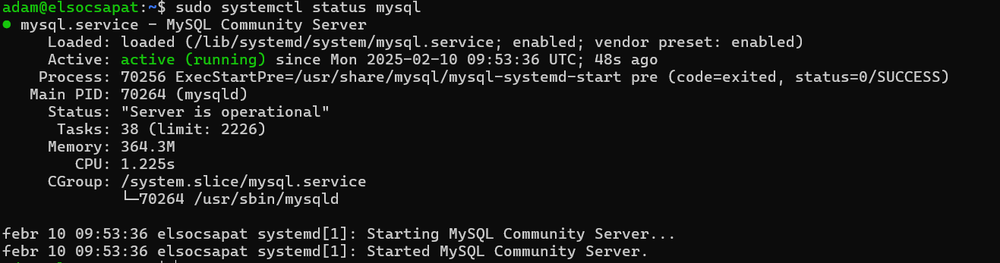 adam@elsocsapat:~$ sudo systemctl status mysql
● mysql.service - MySQL Community Server
     Loaded: loaded (/lib/systemd/system/mysql.service; enabled; vendor preset: enabled)
     Active: active (running) since Mon 2025-02-10 09:53:36 UTC; 48s ago
    Process: 70256 ExecStartPre=/usr/share/mysql/mysql-systemd-start pre (code=exited, status=0/SUCCESS)
   Main PID: 70264 (mysqld)
     Status: "Server is operational"
      Tasks: 38 (limit: 2226)
     Memory: 364.3M
        CPU: 1.225s
     CGroup: /system.slice/mysql.service
             └─70264 /usr/sbin/mysqld

febr 10 09:53:36 elsocsapat systemd[1]: Starting MySQL Community Server...
febr 10 09:53:36 elsocsapat systemd[1]: Started MySQL Community Server.